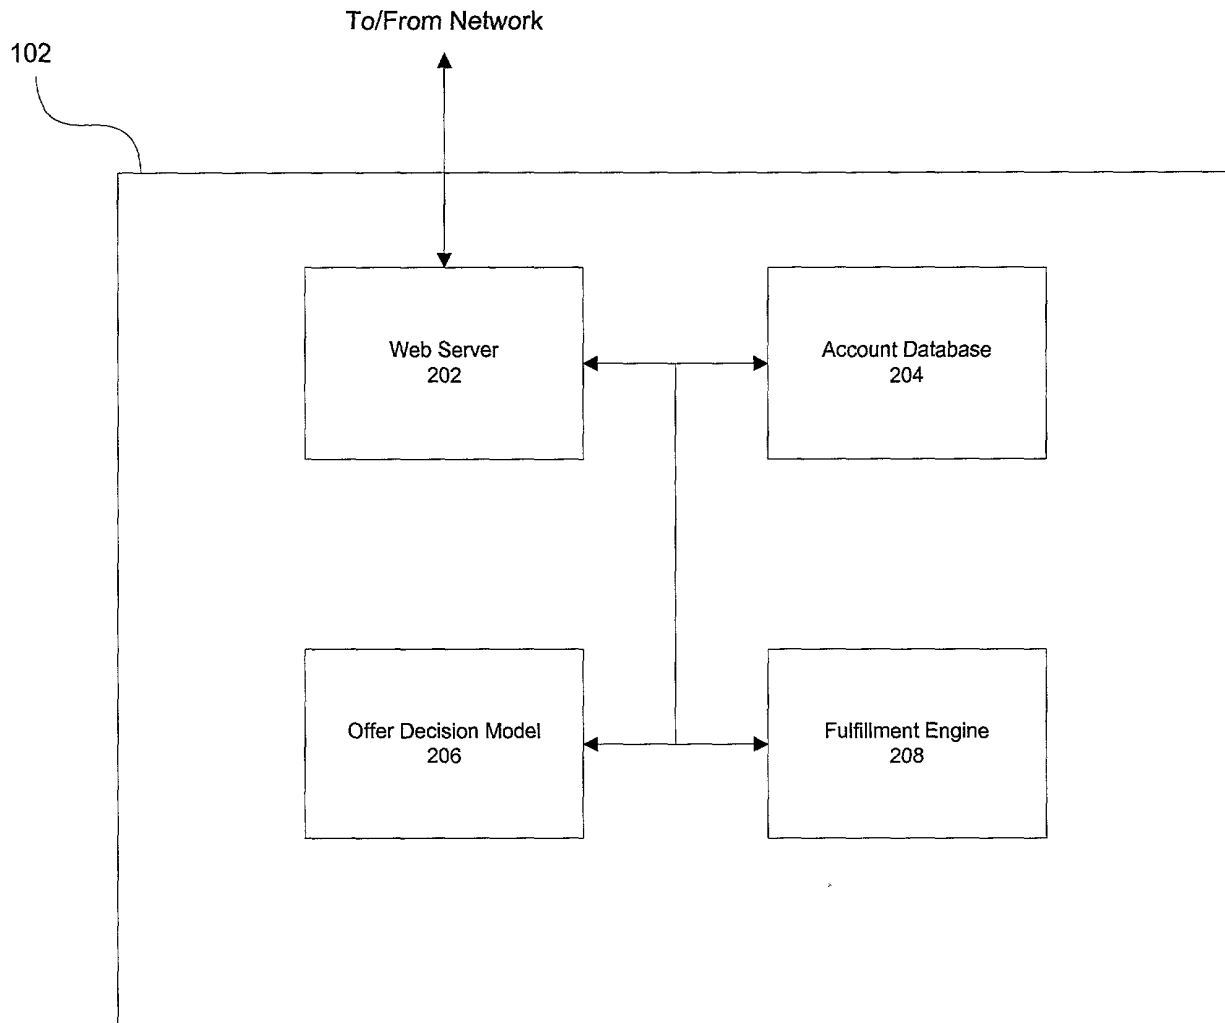 To/From Network
102
Web Server
202
Account Database
204
Offer Decision Model
206
Fulfillment Engine
208